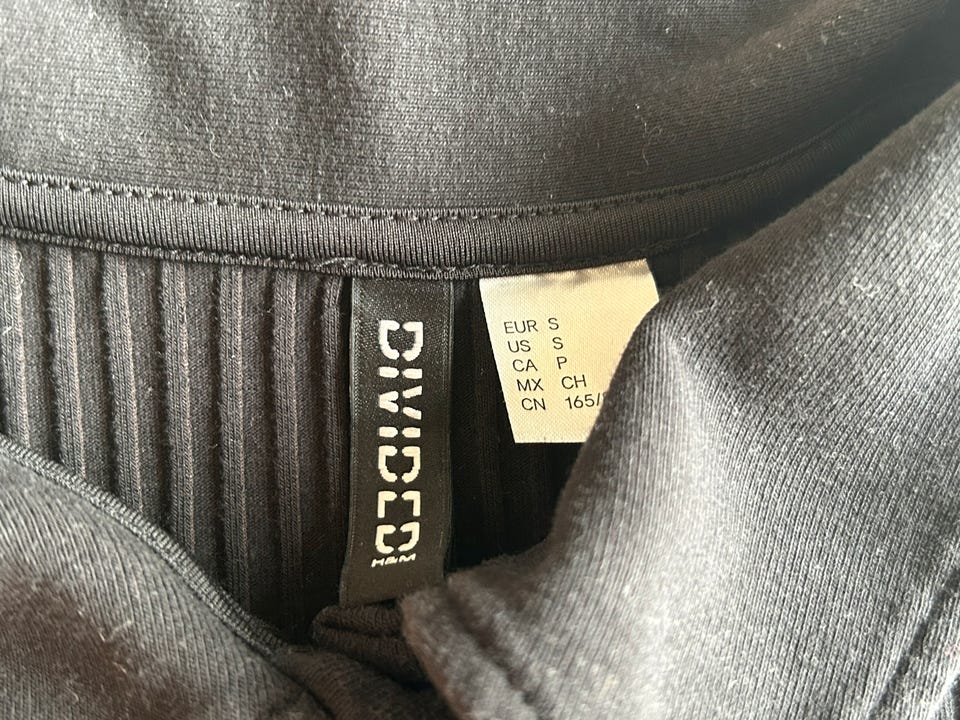 DIVIDED
H&M
EUR S
US S
CA P
MX CH
CN 165/